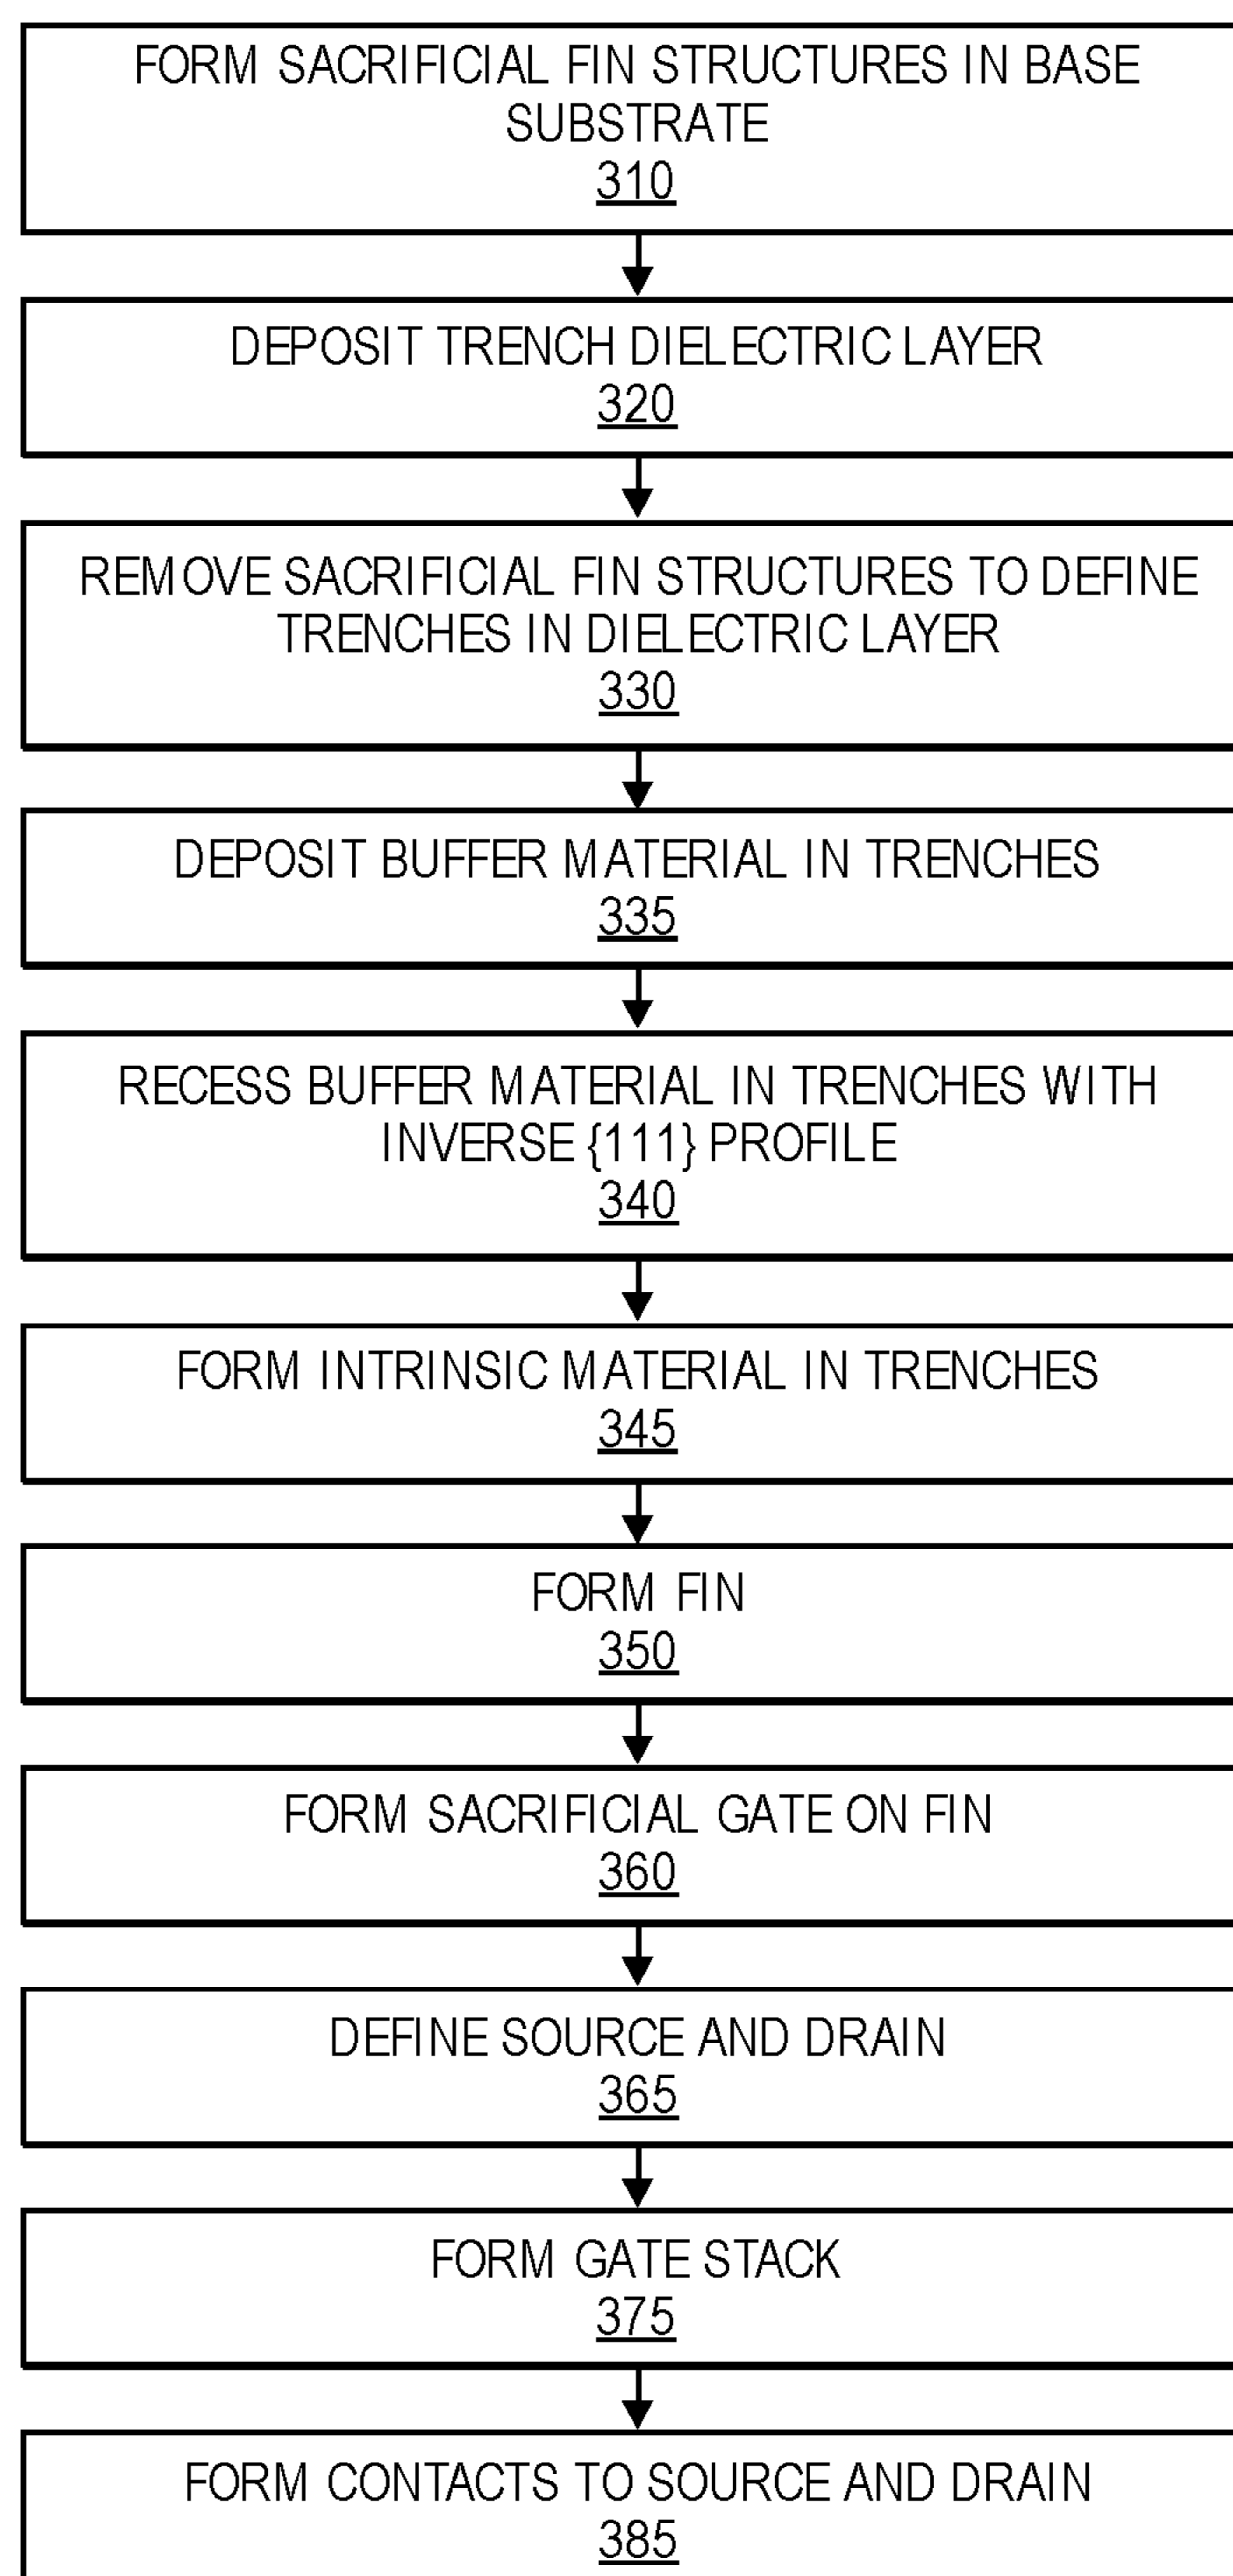 FORM SACRIFICIAL FIN STRUCTURES IN BASE
SUBSTRATE
310
DEPOSIT TRENCH DIELECTRIC LAYER
320
REMOVE SACRIFICIAL FIN STRUCTURES TO DEFINE
TRENCHES IN DIELECTRIC LAYER
330
DEPOSIT BUFFER MATERIAL IN TRENCHES
335
RECESS BUFFER MATERIAL IN TRENCHES WITH
INVERSE {111} PROFILE
340
FORM INTRINSIC MATERIAL IN TRENCHES
345
FORM FIN
350
FORM SACRIFICIAL GATE ON FIN
360
DEFINE SOURCE AND DRAIN
365
FORM GATE STACK
375
FORM CONTACTS TO SOURCE AND DRAIN
385